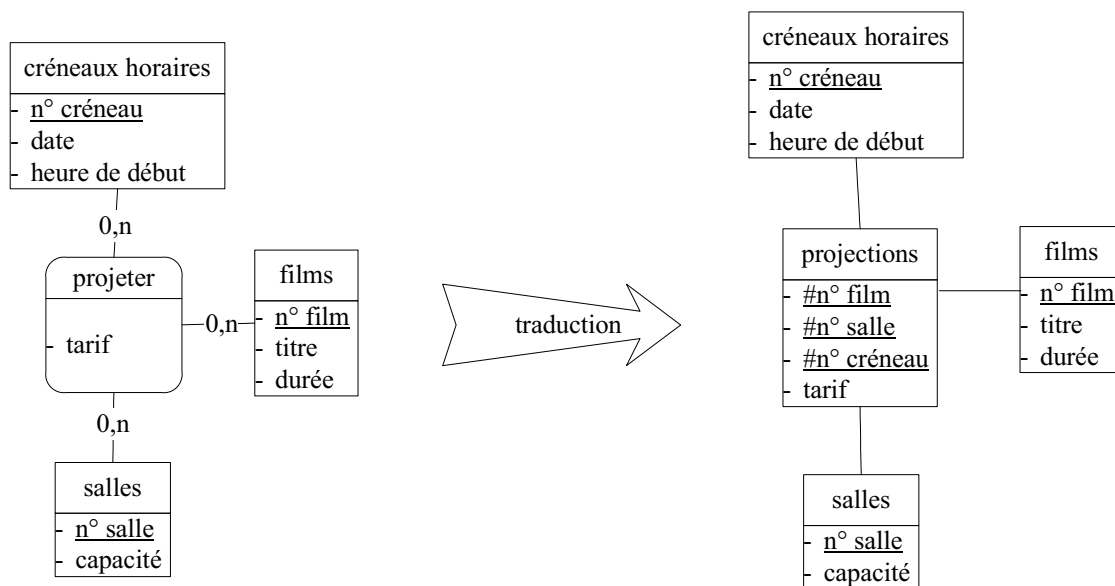 créneaux horaires
- n° créneau
- date
- heure de début
0,n
projeter
- tarif
0,n
films
- n° film
- titre
- durée
0,n
salles
- n° salle
- capacité
traduction
créneaux horaires
- n° créneau
- date
- heure de début
projections
- #n° film
- #n° salle
- #n° créneau
- tarif
films
- n° film
- titre
- durée
salles
- n° salle
- capacité